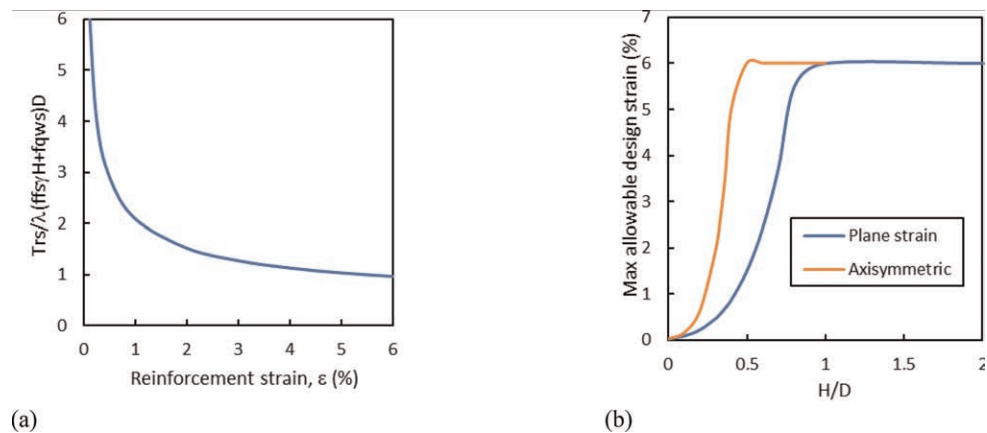 Trs/λ(ffsγH+fqws)D
6
5
4
3
2
1
0
0 1 2 3 4 5 6
Reinforcement strain, ε (%)
(a)
Max allowable design strain (%)
7
6
5
4
3
2
1
0
Plane strain
Axisymmetric
0 0.5 1 1.5 2
H/D
(b)